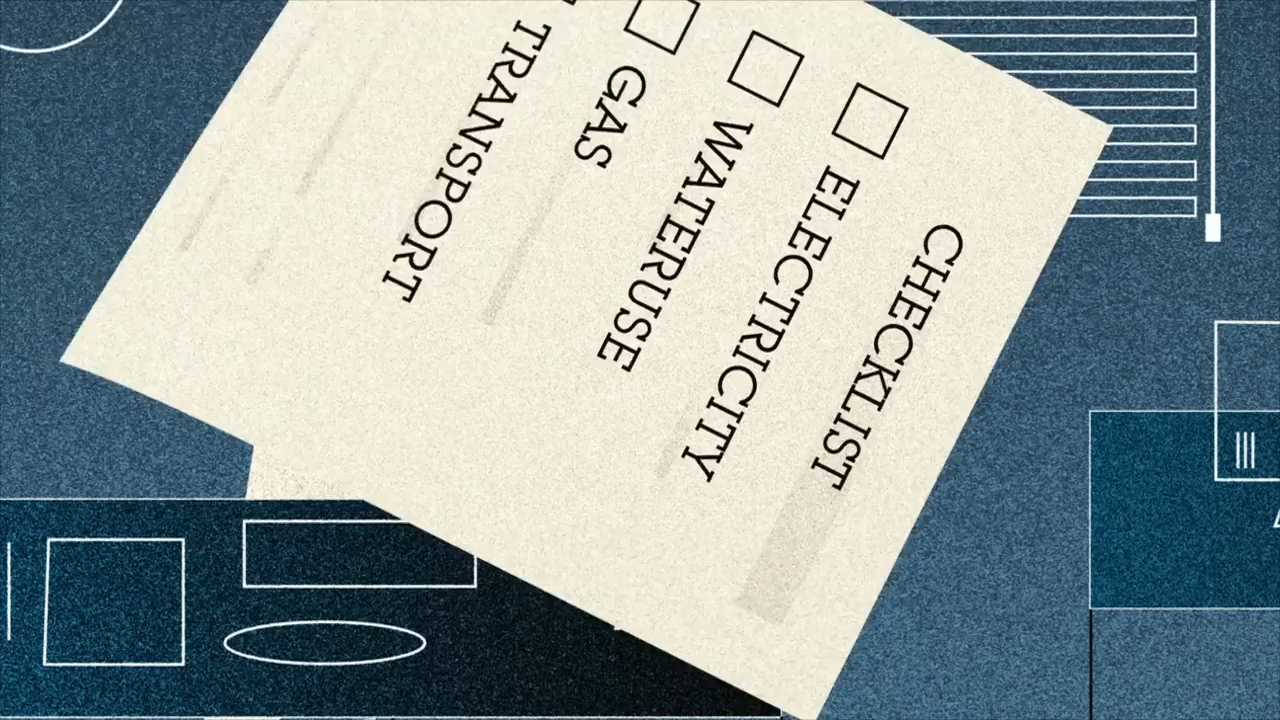 CHECKLIST
ELECTRICITY
WATERUSE
GAS
TRANSPORT